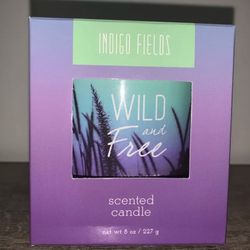 INDIGO FIELDS
WILD
and
Free
scented
candle
net wt 8 oz / 227 g